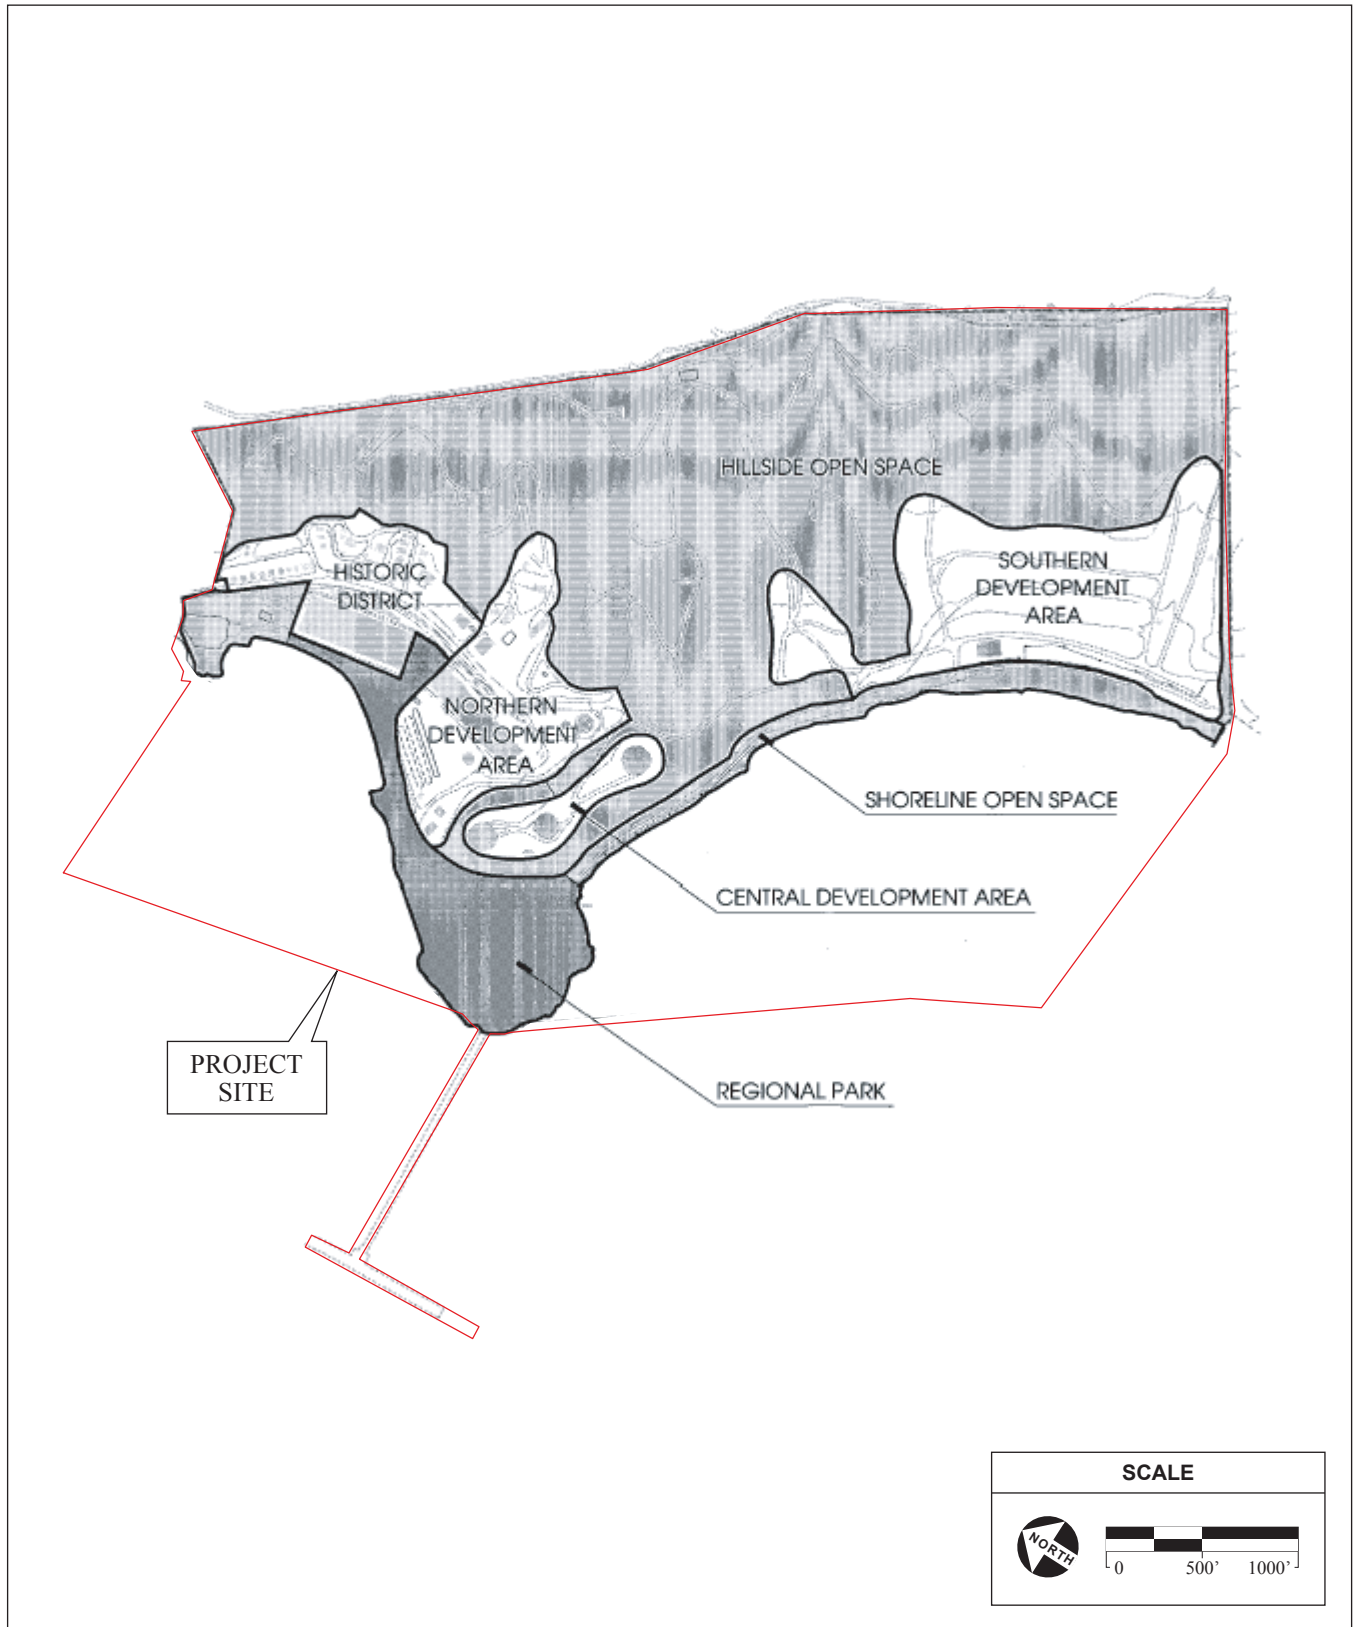 HILLSIDE OPEN SPACE
HISTORIC
DISTRICT
SOUTHERN
DEVELOPMENT
AREA
NORTHERN
DEVELOPMENT
AREA
SHORELINE OPEN SPACE
CENTRAL DEVELOPMENT AREA
PROJECT
SITE
REGIONAL PARK
SCALE
NORTH
0 500’ 1000’